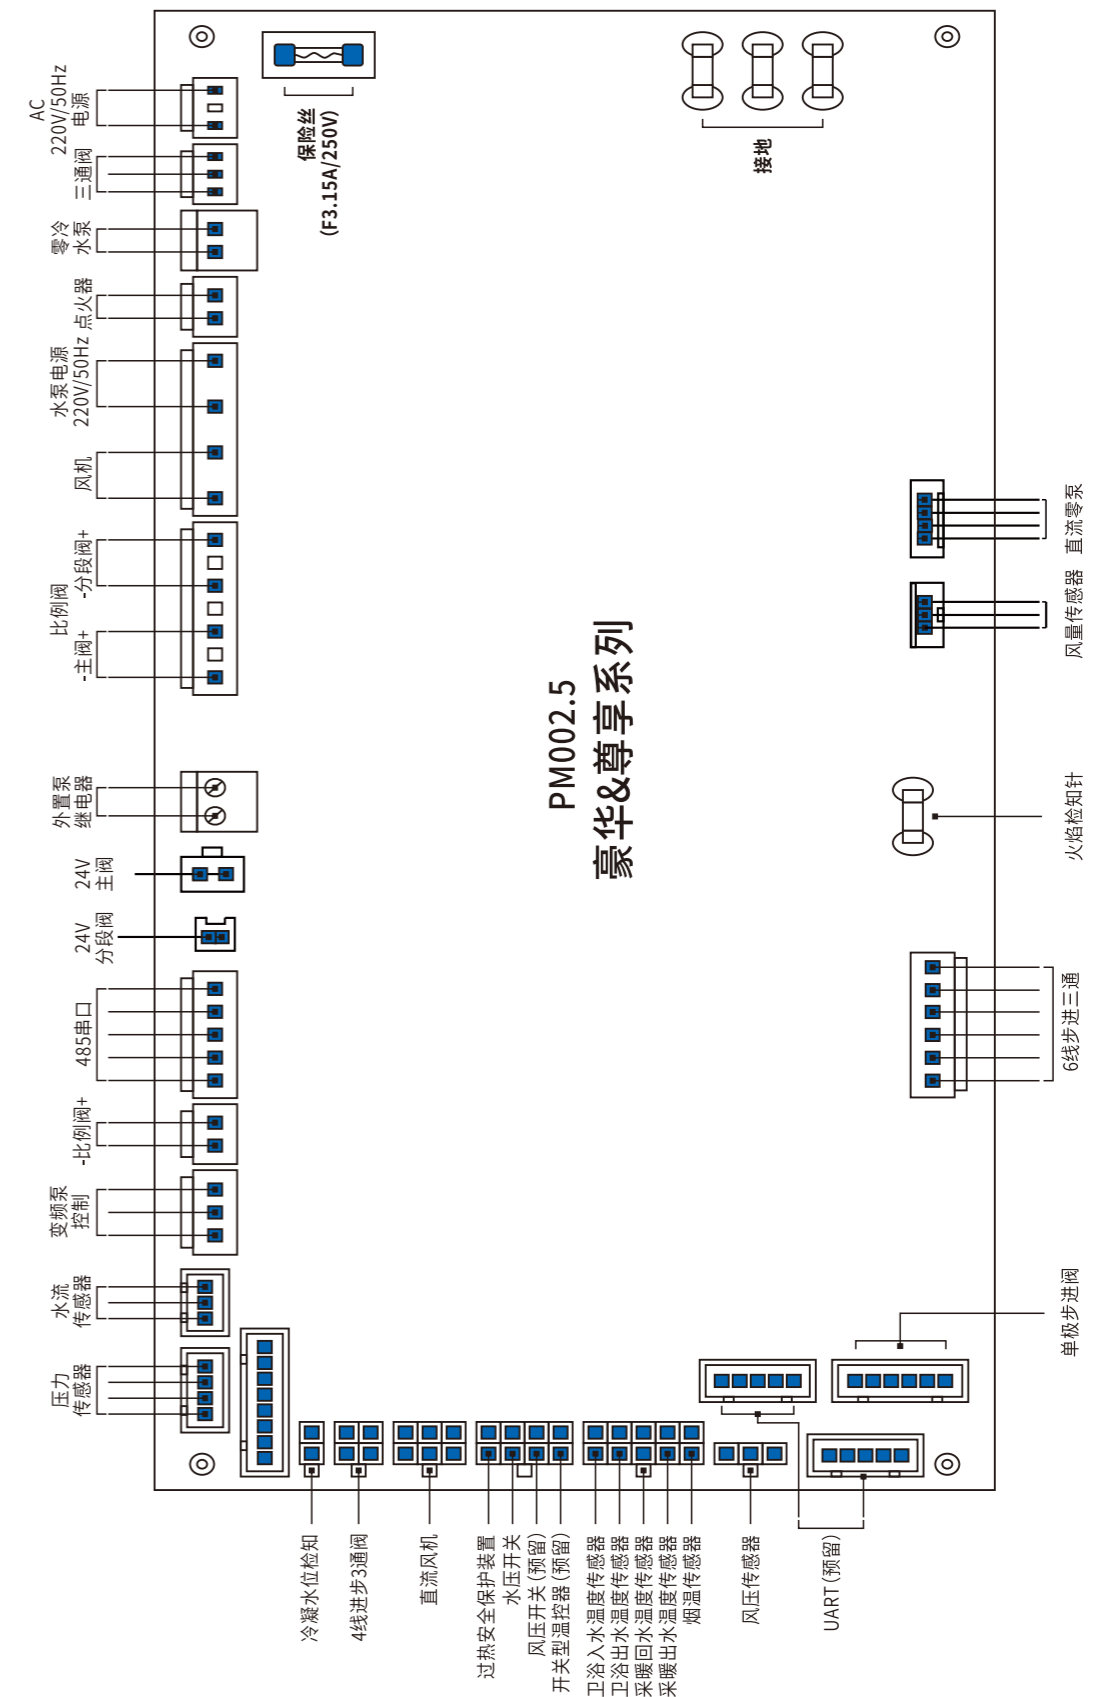 AC
220V/50Hz
电源
三通阀
零冷
水泵
点火器
水泵电源
220V/50Hz
风机
比例阀
-分段阀+
-主阀+
外置泵
继电器
24V
主阀
24V
分段阀
485串口
-比例阀+
变频泵
控制
水流
传感器
压力
传感器
保险丝
(F3.15A/250V)
接地
PM002.5
豪华&尊享系列
直流零泵
风量传感器
火焰检知针
6线步进三通
单极步进阀
冷凝水位检知
4线进步3通阀
直流风机
过热安全保护装置
水压开关
风压开关(预留)
开关型温控器(预留)
卫浴入水温度传感器
卫浴出水温度传感器
采暖回水温度传感器
采暖出水温度传感器
烟温传感器
风压传感器
UART(预留)